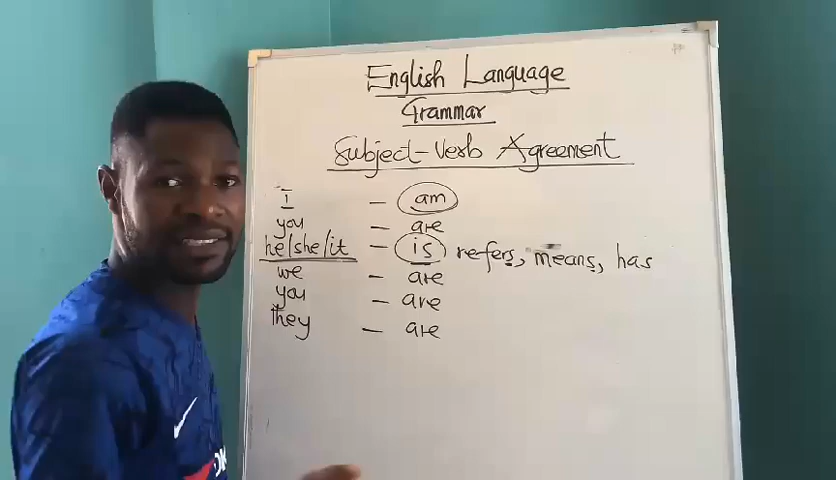 English Language
Grammar
Subject-Verb Agreement
I - am
you - are
he/she/it - is refers, means, has
we - are
you - are
they - are